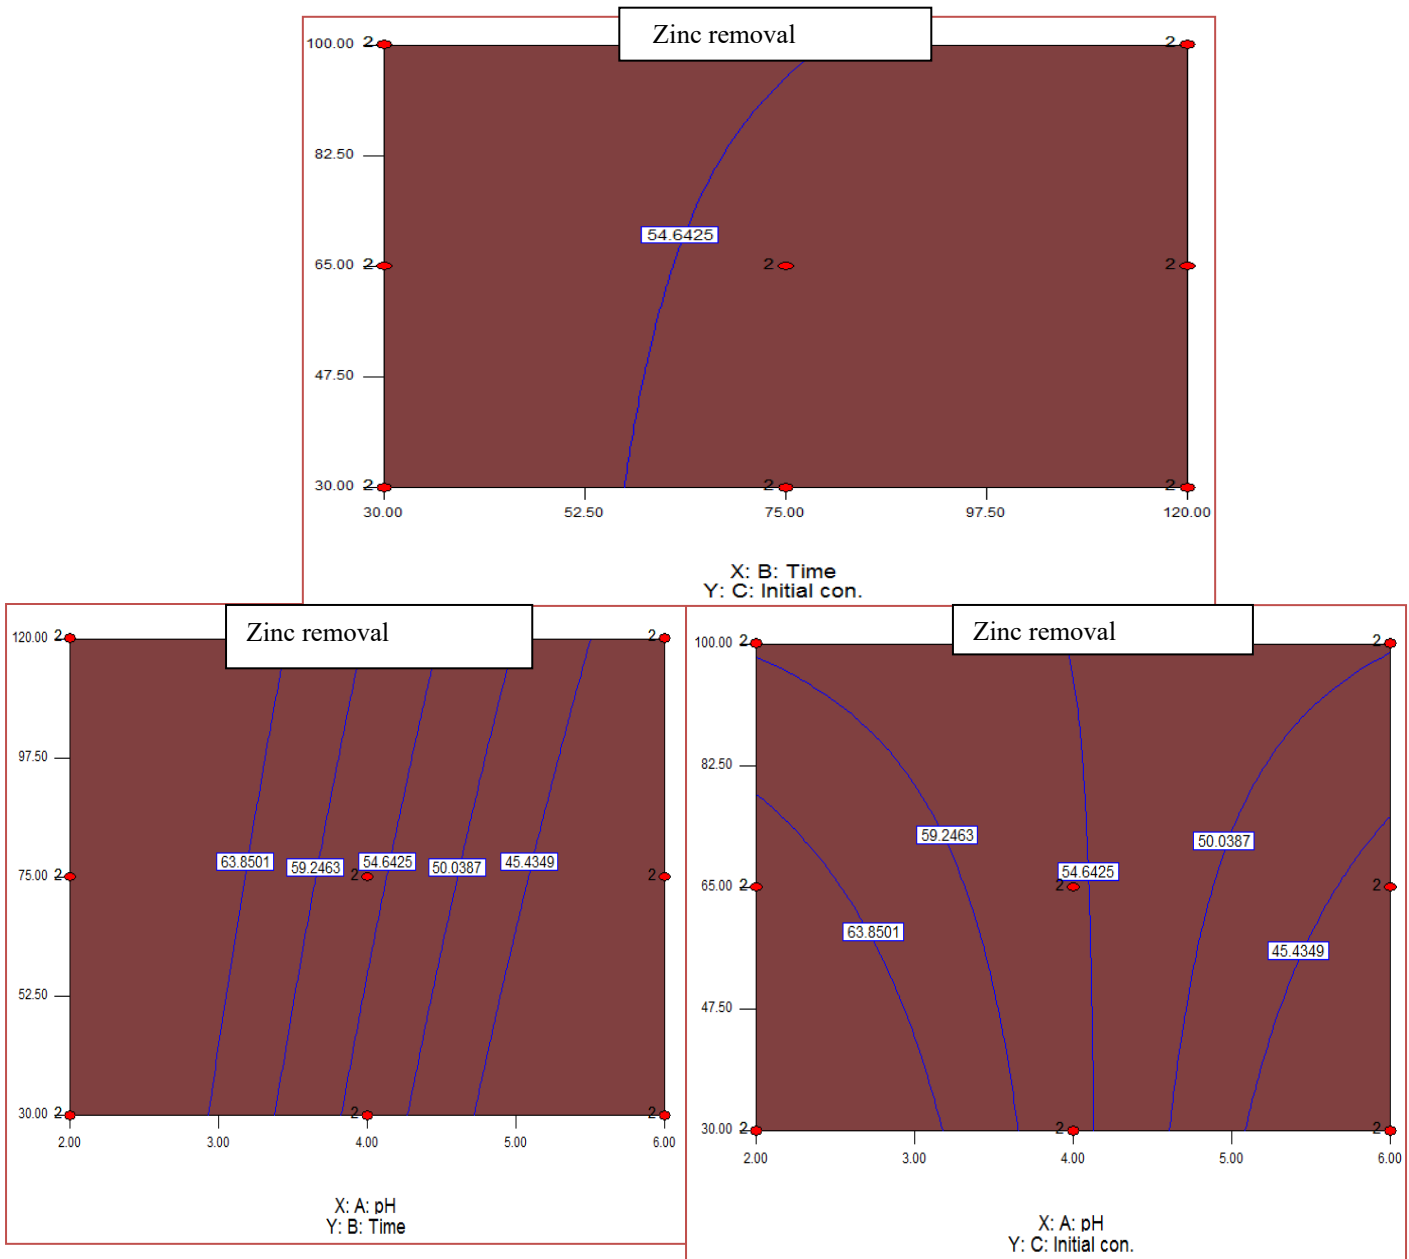 Zinc removal
100.00 2 2
82.50
54.6425
65.00 2 2 2
47.50
30.00 2 2 2
30.00 52.50 75.00 97.50 120.00
X: B: Time
Y: C: Initial con.
Zinc removal
120.00 2 2
97.50
63.8501 59.2463 54.6425 50.0387 45.4349
75.00 2 2 2
52.50
30.00 2 2 2
2.00 3.00 4.00 5.00 6.00
X: A: pH
Y: B: Time
Zinc removal
100.00 2 2
82.50
59.2463 50.0387
54.6425
65.00 2 2 2
63.8501 45.4349
47.50
30.00 2 2 2
2.00 3.00 4.00 5.00 6.00
X: A: pH
Y: C: Initial con.